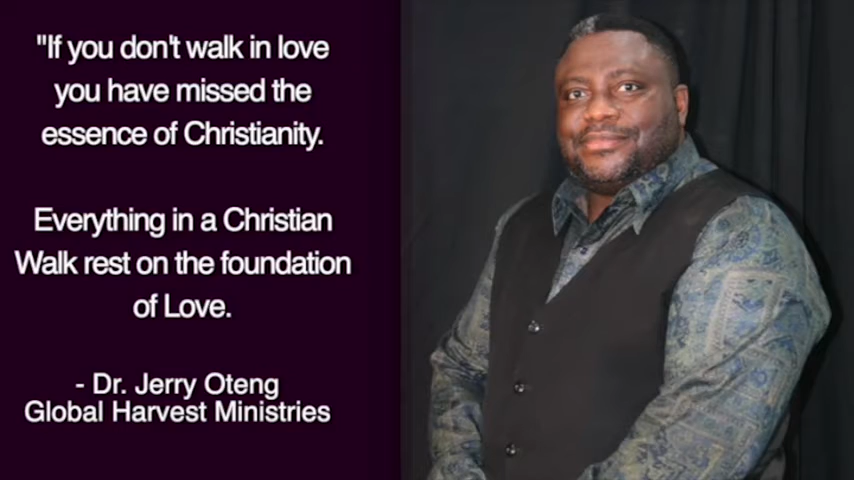 "If you don't walk in love
you have missed the
essence of Christianity.
Everything in a Christian
Walk rest on the foundation
of Love.
- Dr. Jerry Oteng
Global Harvest Ministries